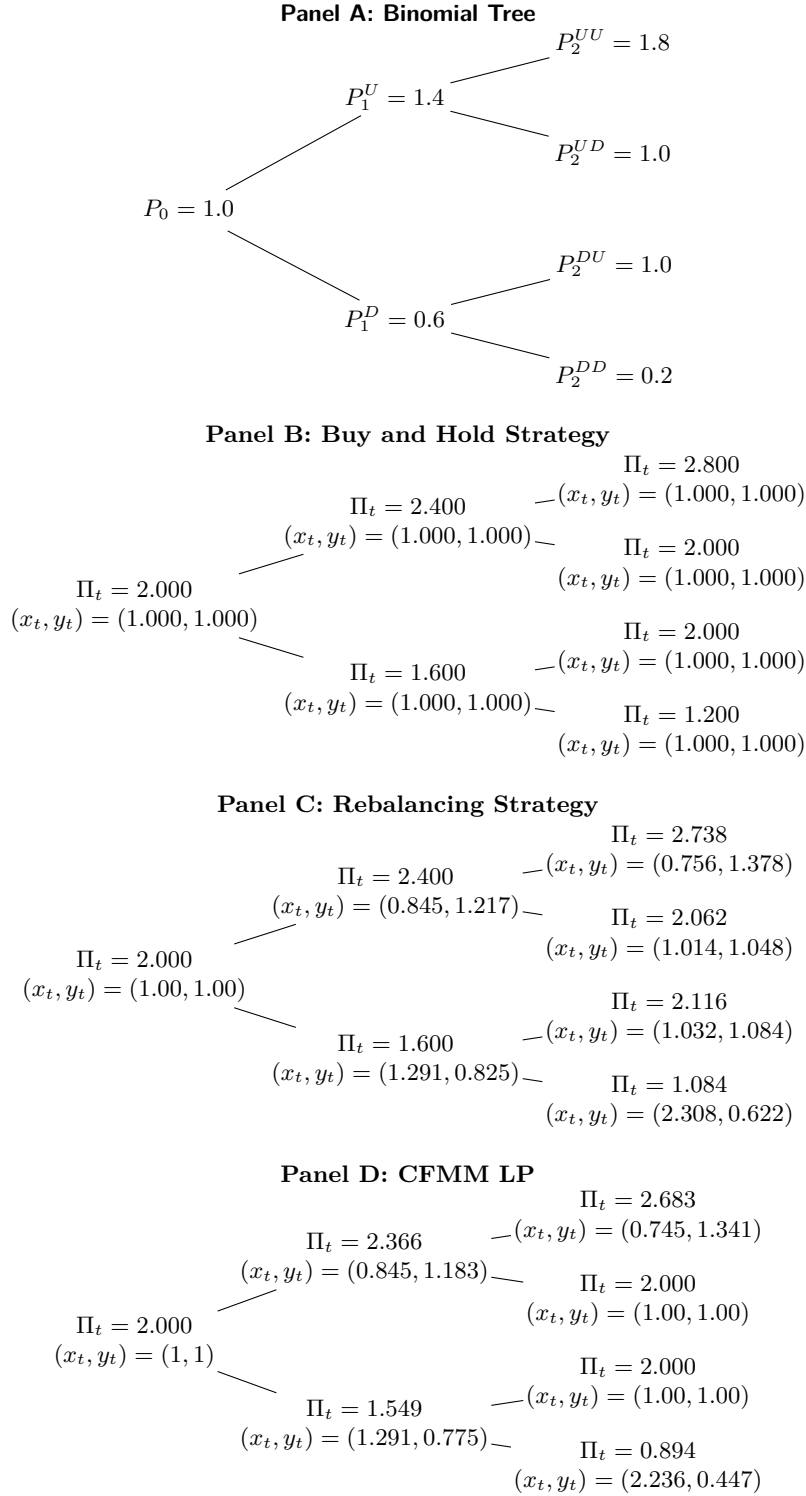 Panel A: Binomial Tree
P_2^{UU} = 1.8
P_1^U = 1.4
P_2^{UD} = 1.0
P_0 = 1.0
P_2^{DU} = 1.0
P_1^D = 0.6
P_2^{DD} = 0.2
Panel B: Buy and Hold Strategy
Π_t = 2.800
(x_t, y_t) = (1.000, 1.000)
Π_t = 2.400
(x_t, y_t) = (1.000, 1.000)
Π_t = 2.000
(x_t, y_t) = (1.000, 1.000)
Π_t = 2.000
(x_t, y_t) = (1.000, 1.000)
Π_t = 2.000
(x_t, y_t) = (1.000, 1.000)
Π_t = 1.600
(x_t, y_t) = (1.000, 1.000)
Π_t = 1.200
(x_t, y_t) = (1.000, 1.000)
Panel C: Rebalancing Strategy
Π_t = 2.738
(x_t, y_t) = (0.756, 1.378)
Π_t = 2.400
(x_t, y_t) = (0.845, 1.217)
Π_t = 2.062
(x_t, y_t) = (1.014, 1.048)
Π_t = 2.000
(x_t, y_t) = (1.00, 1.00)
Π_t = 2.116
(x_t, y_t) = (1.032, 1.084)
Π_t = 1.600
(x_t, y_t) = (1.291, 0.825)
Π_t = 1.084
(x_t, y_t) = (2.308, 0.622)
Panel D: CFMM LP
Π_t = 2.683
(x_t, y_t) = (0.745, 1.341)
Π_t = 2.366
(x_t, y_t) = (0.845, 1.183)
Π_t = 2.000
(x_t, y_t) = (1.00, 1.00)
Π_t = 2.000
(x_t, y_t) = (1, 1)
Π_t = 2.000
(x_t, y_t) = (1.00, 1.00)
Π_t = 1.549
(x_t, y_t) = (1.291, 0.775)
Π_t = 0.894
(x_t, y_t) = (2.236, 0.447)